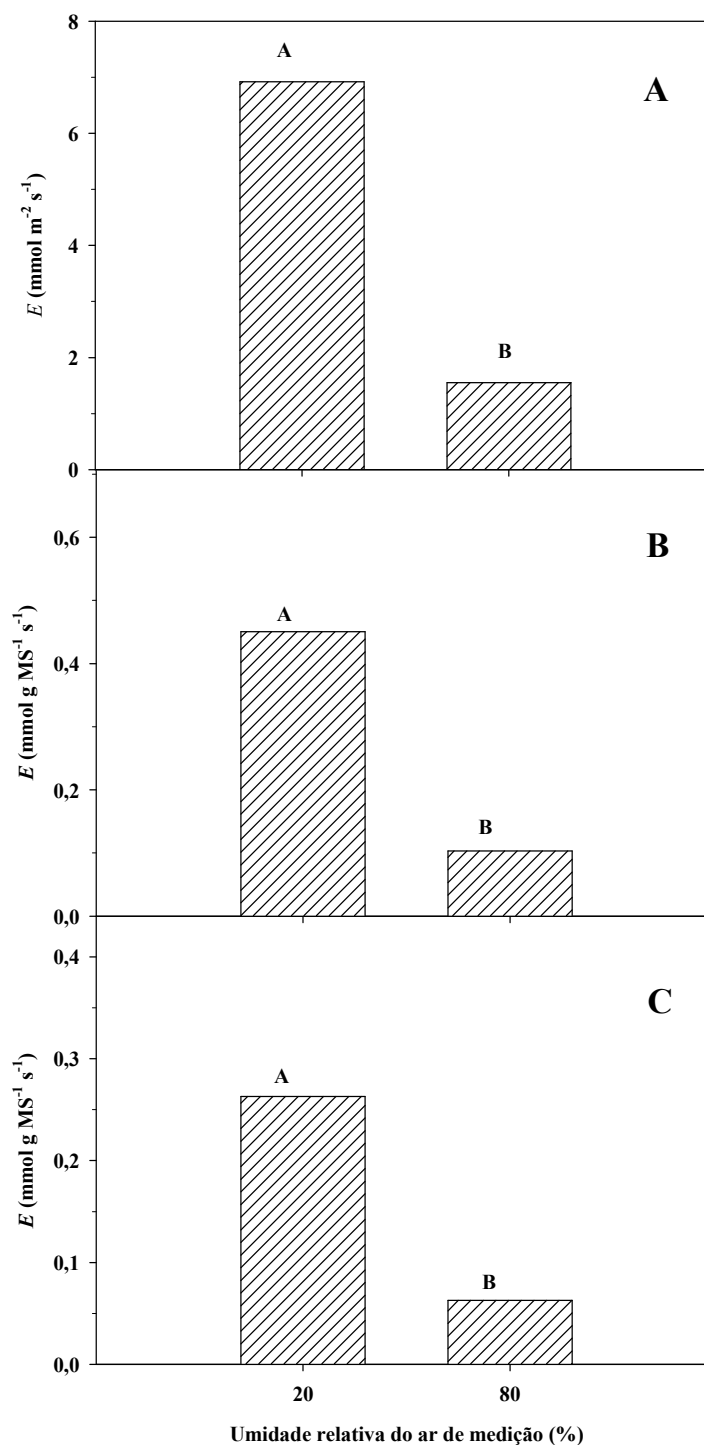 8
A
A
6
E (mmol m⁻² s⁻¹)
4
2
B
0
B
0,6
A
E (mmol g MS⁻¹ s⁻¹)
0,4
0,2
B
0,0
0,4
C
A
0,3
E (mmol g MS⁻¹ s⁻¹)
0,2
0,1
B
0,0
20 80
Umidade relativa do ar de medição (%)